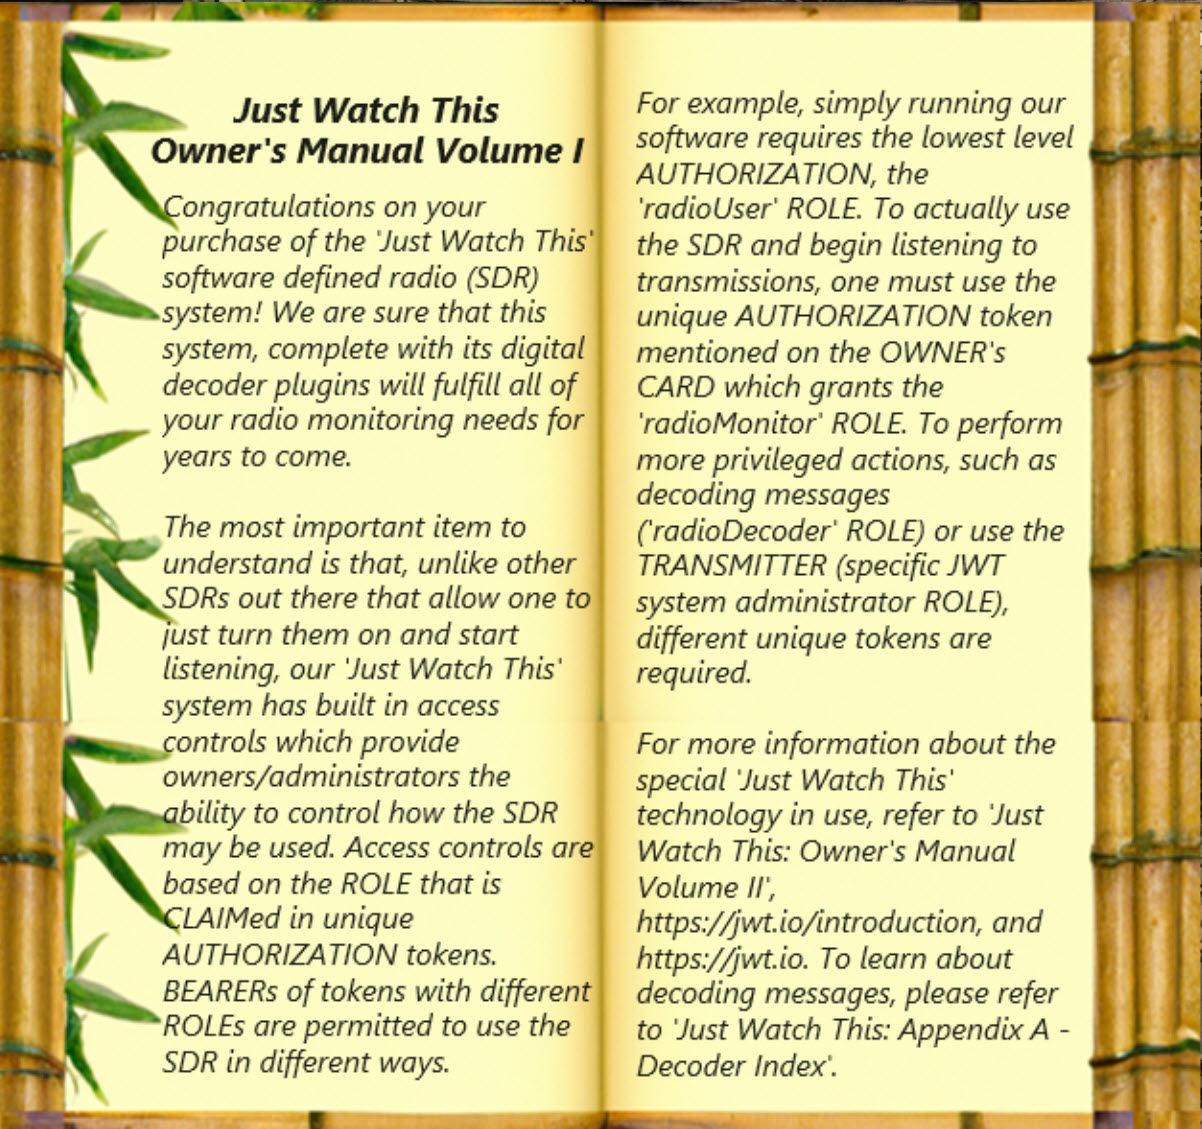 Just Watch This
Owner's Manual Volume I
Congratulations on your
purchase of the 'Just Watch This'
software defined radio (SDR)
system! We are sure that this
system, complete with its digital
decoder plugins will fulfill all of
your radio monitoring needs for
years to come.
The most important item to
understand is that, unlike other
SDRs out there that allow one to
just turn them on and start
listening, our 'Just Watch This'
system has built in access
controls which provide
owners/administrators the
ability to control how the SDR
may be used. Access controls are
based on the ROLE that is
CLAIMed in unique
AUTHORIZATION tokens.
BEARERs of tokens with different
ROLEs are permitted to use the
SDR in different ways.
For example, simply running our
software requires the lowest level
AUTHORIZATION, the
'radioUser' ROLE. To actually use
the SDR and begin listening to
transmissions, one must use the
unique AUTHORIZATION token
mentioned on the OWNER's
CARD which grants the
'radioMonitor' ROLE. To perform
more privileged actions, such as
decoding messages
('radioDecoder' ROLE) or use the
TRANSMITTER (specific JWT
system administrator ROLE),
different unique tokens are
required.
For more information about the
special 'Just Watch This'
technology in use, refer to 'Just
Watch This: Owner's Manual
Volume II',
https://jwt.io/introduction, and
https://jwt.io. To learn about
decoding messages, please refer
to 'Just Watch This: Appendix A -
Decoder Index'.